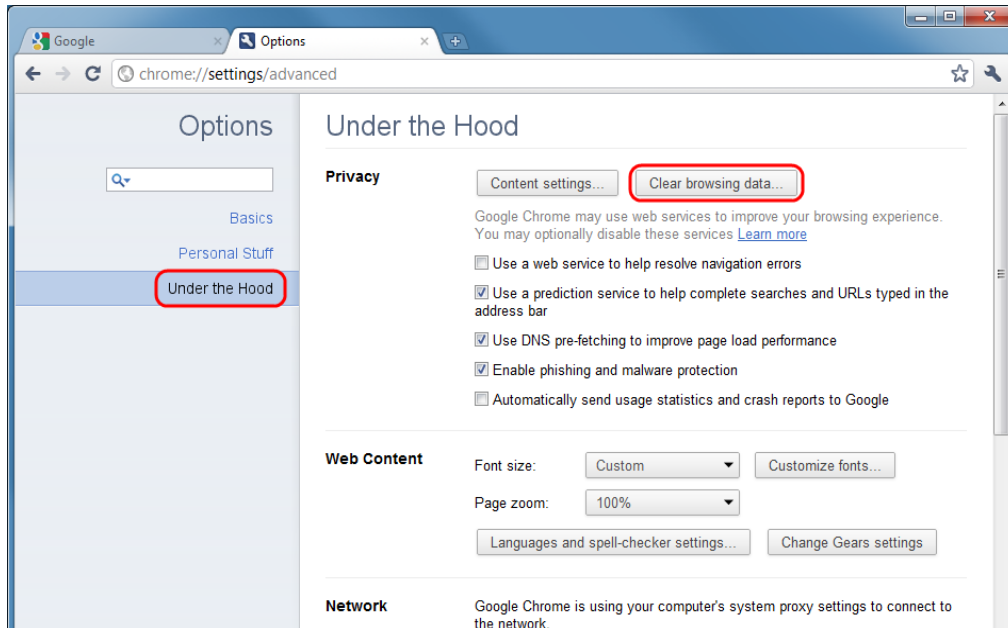 Google
Options
chrome://settings/advanced
Options
Basics
Personal Stuff
Under the Hood
Under the Hood
Privacy
Content settings...
Clear browsing data...
Google Chrome may use web services to improve your browsing experience.
You may optionally disable these services Learn more
Use a web service to help resolve navigation errors
Use a prediction service to help complete searches and URLs typed in the
address bar
Use DNS pre-fetching to improve page load performance
Enable phishing and malware protection
Automatically send usage statistics and crash reports to Google
Web Content
Font size:
Custom
Customize fonts...
Page zoom:
100%
Languages and spell-checker settings...
Change Gears settings
Network
Google Chrome is using your computer's system proxy settings to connect to
the network.